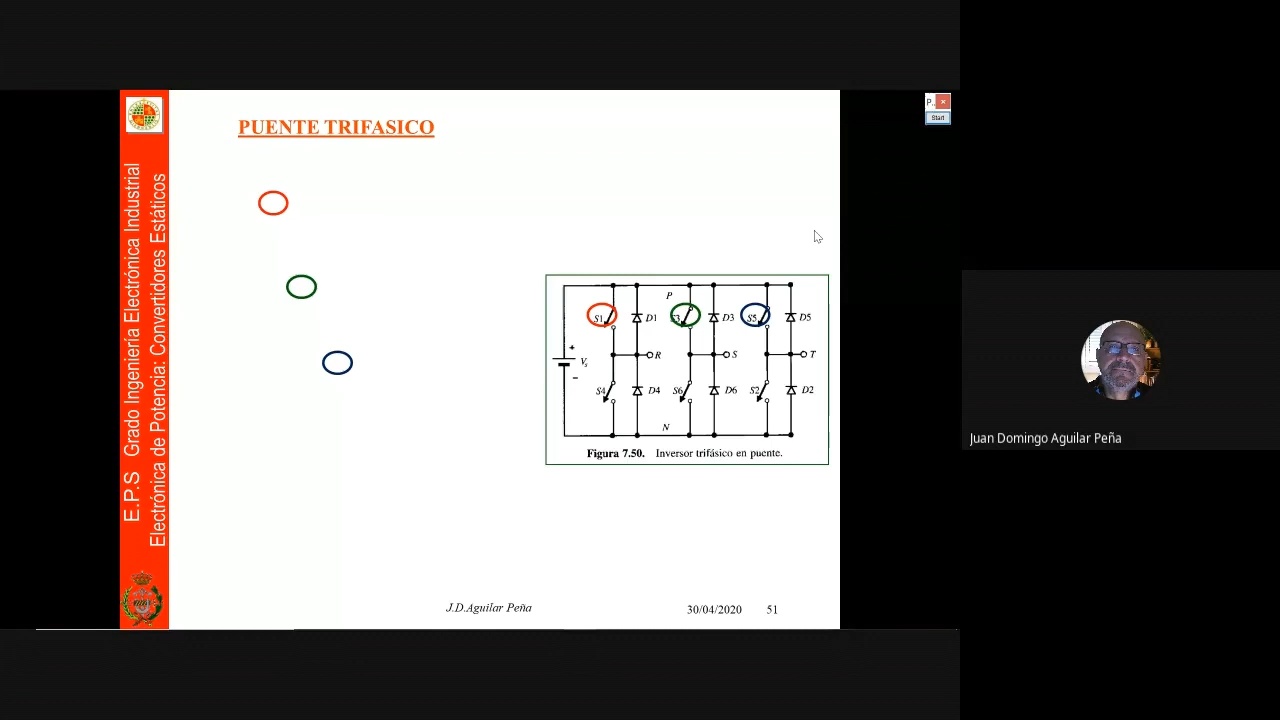 PUENTE TRIFASICO
E.P.S Grado Ingeniería Electrónica Industrial
Electrónica de Potencia: Convertidores Estáticos
P..
Start
P
S1 D1 S3 D3 S5 D5
+
Vs
-
R S T
S4 D4 S6 D6 S2 D2
N
Figura 7.50. Inversor trifásico en puente.
J.D.Aguilar Peña
30/04/2020 51
Juan Domingo Aguilar Peña